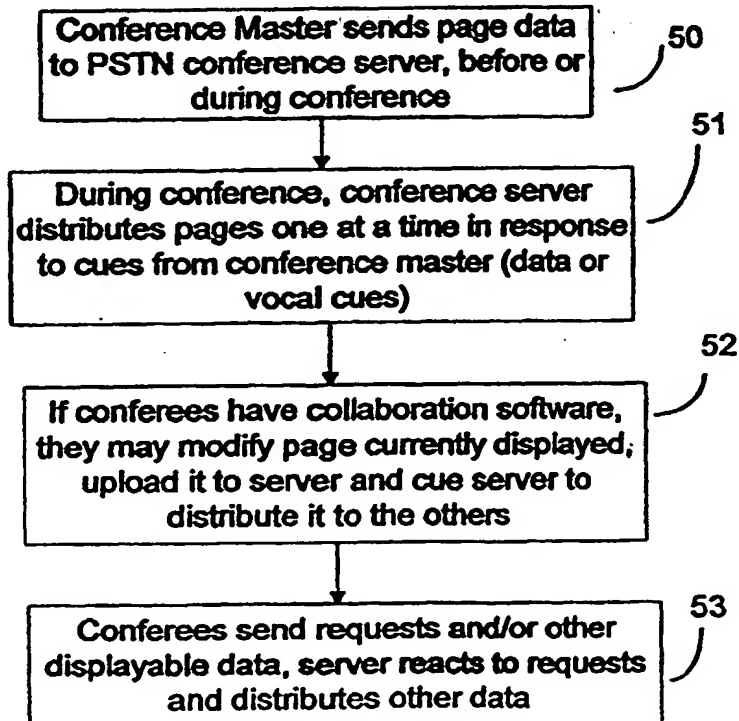 Conference Master sends page data
to PSTN conference server, before or
during conference
50
51
During conference, conference server
distributes pages one at a time in response
to cues from conference master (data or
vocal cues)
52
If conferees have collaboration software,
they may modify page currently displayed,
upload it to server and cue server to
distribute it to the others
53
Conferees send requests and/or other
displayable data, server reacts to requests
and distributes other data